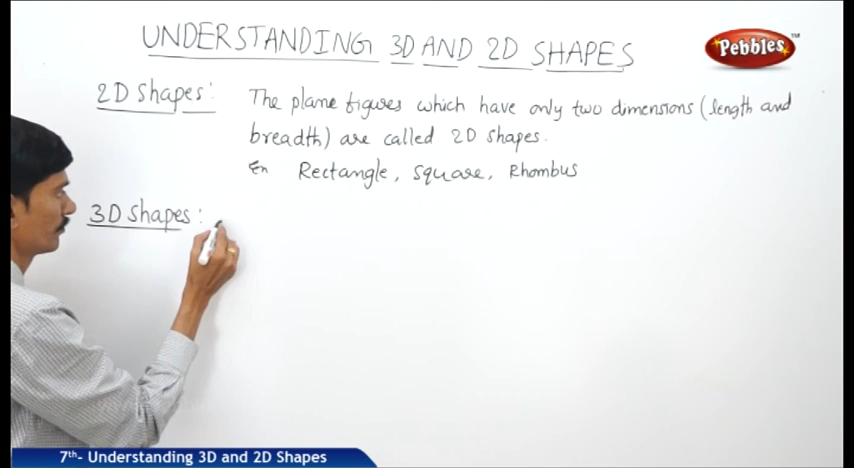 UNDERSTANDING 3D AND 2D SHAPES
Pebbles™
2D Shapes: The plane figures which have only two dimensions (length and
breadth) are called 2D shapes.
Ex Rectangle, Square, Rhombus
3D Shapes:
7th- Understanding 3D and 2D Shapes